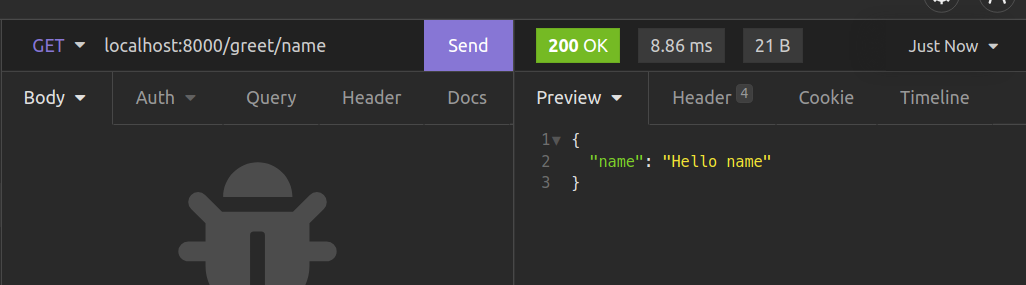 GET localhost:8000/greet/name Send 200 OK 8.86 ms 21 B Just Now
Body Auth Query Header Docs Preview Header 4 Cookie Timeline
1 {
2 "name": "Hello name"
3 }